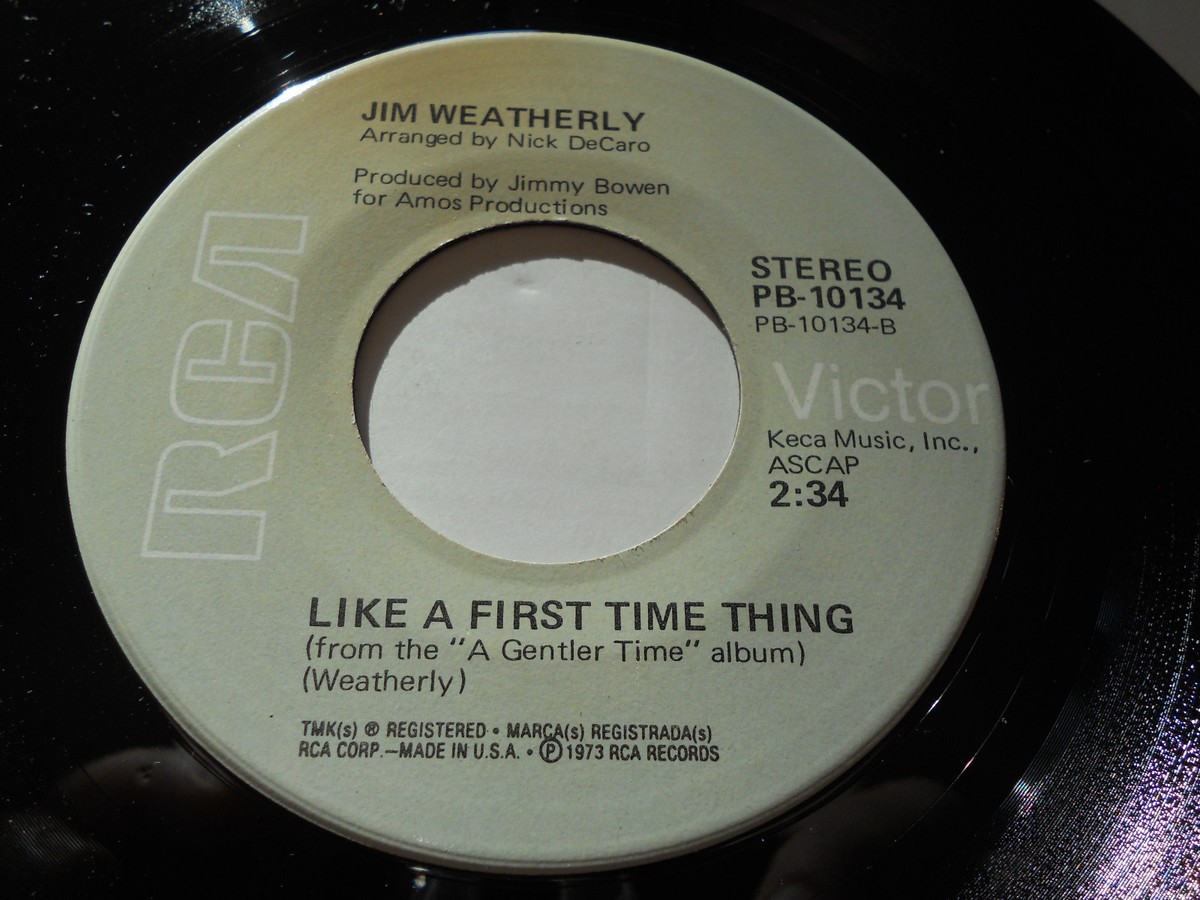 JIM WEATHERLY
Arranged by Nick DeCaro
Produced by Jimmy Bowen
for Amos Productions
RCA
STEREO
PB-10134
PB-10134-B
Victor
Keca Music, Inc.,
ASCAP
2:34
LIKE A FIRST TIME THING
(from the "A Gentler Time" album)
(Weatherly)
TMK(s) ® REGISTERED • MARCA(s) REGISTRADA(s)
RCA CORP.—MADE IN U.S.A. • ℗ 1973 RCA RECORDS